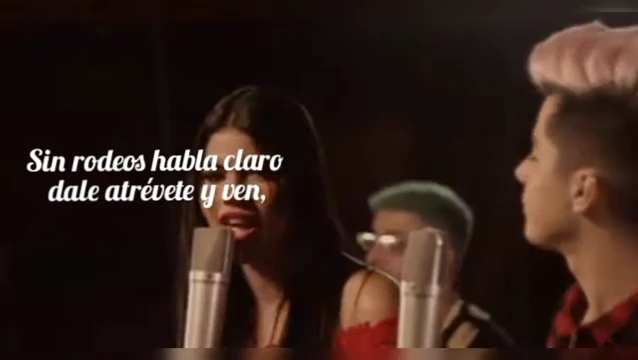 Sin rodeos habla claro
dale atrévete y ven,